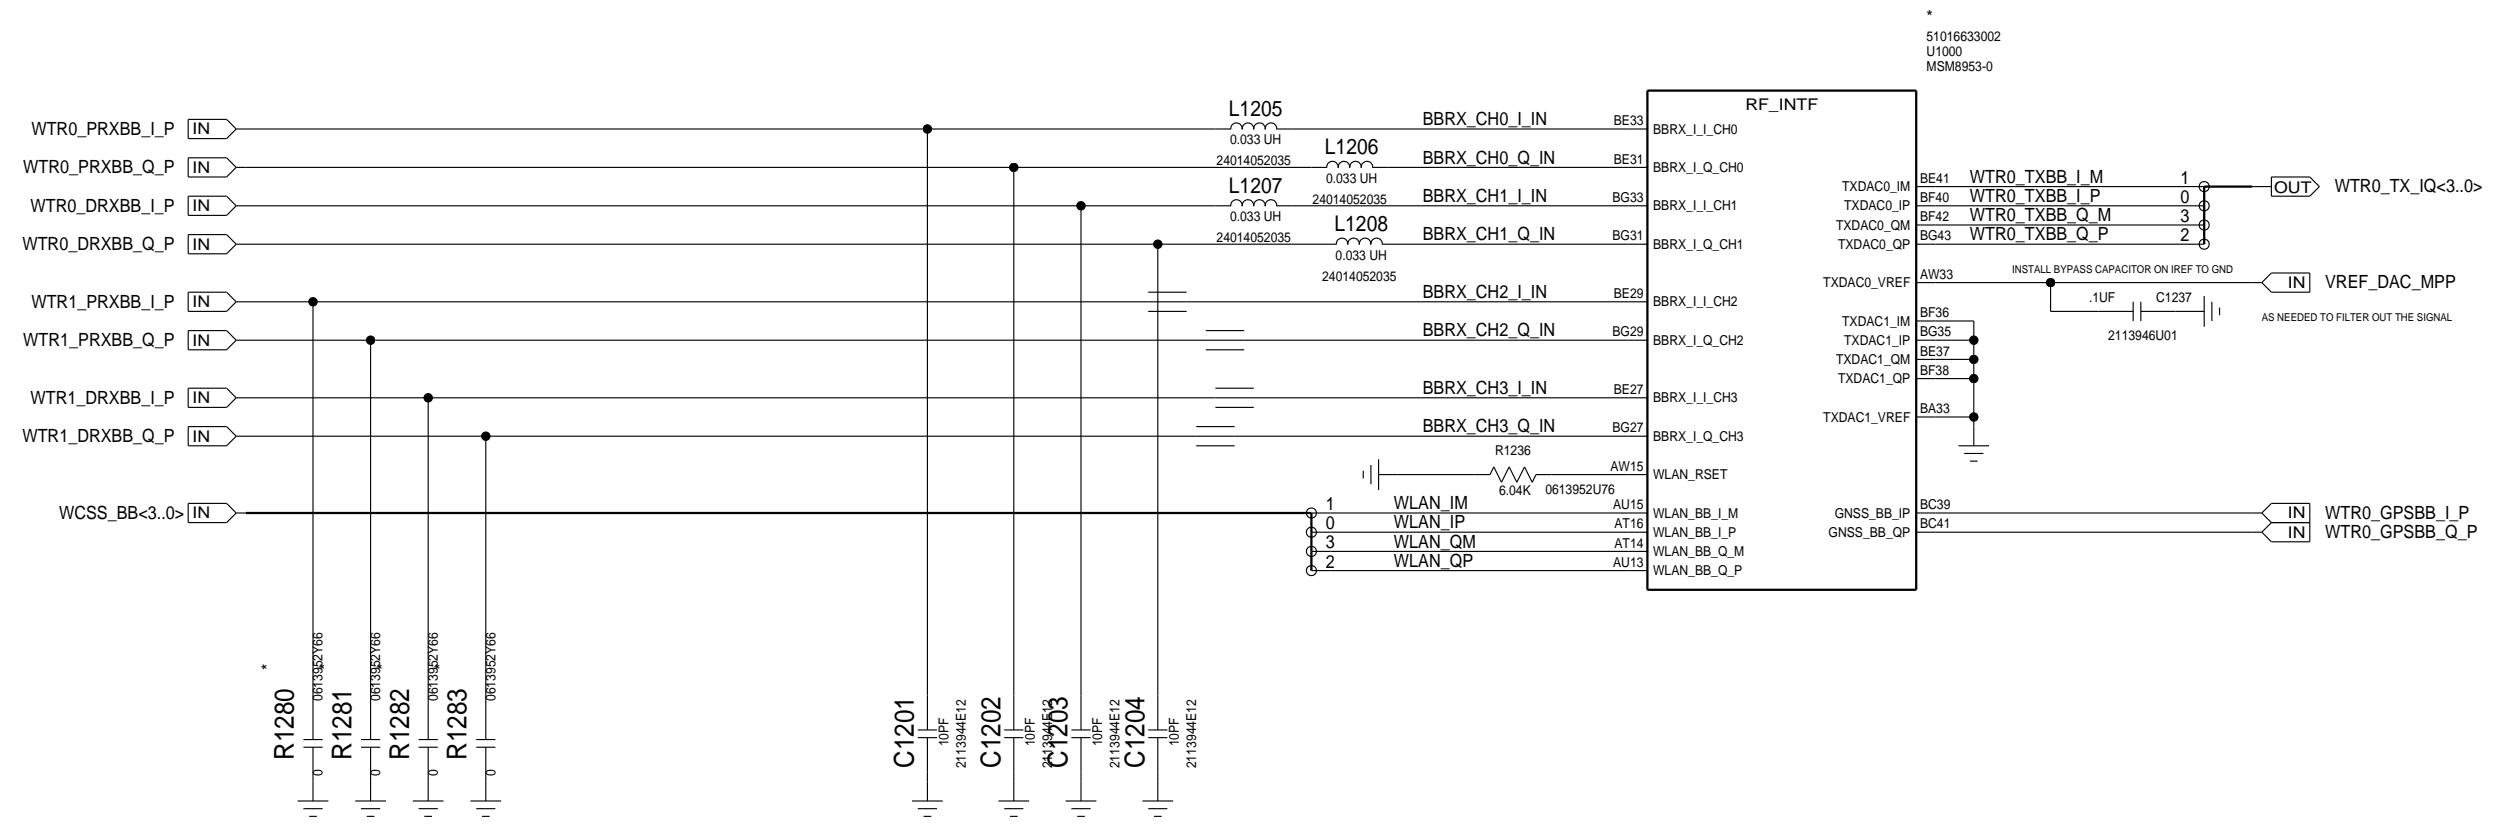 *
51016633002
U1000
MSM8953-0
RF_INTF
WTR0_PRXBB_I_P IN L1205 0.033 UH 24014052035 BBRX_CH0_I_IN BE33 BBRX_I_I_CH0
WTR0_PRXBB_Q_P IN L1206 0.033 UH 24014052035 BBRX_CH0_Q_IN BE31 BBRX_I_Q_CH0
WTR0_DRXBB_I_P IN L1207 0.033 UH 24014052035 BBRX_CH1_I_IN BG33 BBRX_I_I_CH1
WTR0_DRXBB_Q_P IN L1208 0.033 UH 24014052035 BBRX_CH1_Q_IN BG31 BBRX_I_Q_CH1
WTR1_PRXBB_I_P IN BBRX_CH2_I_IN BE29 BBRX_I_I_CH2
WTR1_PRXBB_Q_P IN BBRX_CH2_Q_IN BG29 BBRX_I_Q_CH2
WTR1_DRXBB_I_P IN BBRX_CH3_I_IN BE27 BBRX_I_I_CH3
WTR1_DRXBB_Q_P IN BBRX_CH3_Q_IN BG27 BBRX_I_Q_CH3
R1236 6.04K 0613952U76 AW15 WLAN_RSET
WCSS_BB<3..0> IN 1 WLAN_IM AU15 WLAN_BB_I_M
0 WLAN_IP AT16 WLAN_BB_I_P
3 WLAN_QM AT14 WLAN_BB_Q_M
2 WLAN_QP AU13 WLAN_BB_Q_P
TXDAC0_IM BE41 WTR0_TXBB_I_M 1 OUT WTR0_TX_IQ<3..0>
TXDAC0_IP BF40 WTR0_TXBB_I_P 0
TXDAC0_QM BF42 WTR0_TXBB_Q_M 3
TXDAC0_QP BG43 WTR0_TXBB_Q_P 2
INSTALL BYPASS CAPACITOR ON IREF TO GND
TXDAC0_VREF AW33 IN VREF_DAC_MPP
.1UF C1237
2113946U01
AS NEEDED TO FILTER OUT THE SIGNAL
TXDAC1_IM BF36
TXDAC1_IP BG35
TXDAC1_QM BE37
TXDAC1_QP BF38
TXDAC1_VREF BA33
GNSS_BB_IP BC39 IN WTR0_GPSBB_I_P
GNSS_BB_QP BC41 IN WTR0_GPSBB_Q_P
* R1280 0613952Y66 0
* R1281 0613952Y66 0
* R1282 0613952Y66 0
* R1283 0613952Y66 0
C1201 10PF 2113944E12
C1202 10PF 2113944E12
C1203 10PF 2113944E12
C1204 10PF 2113944E12